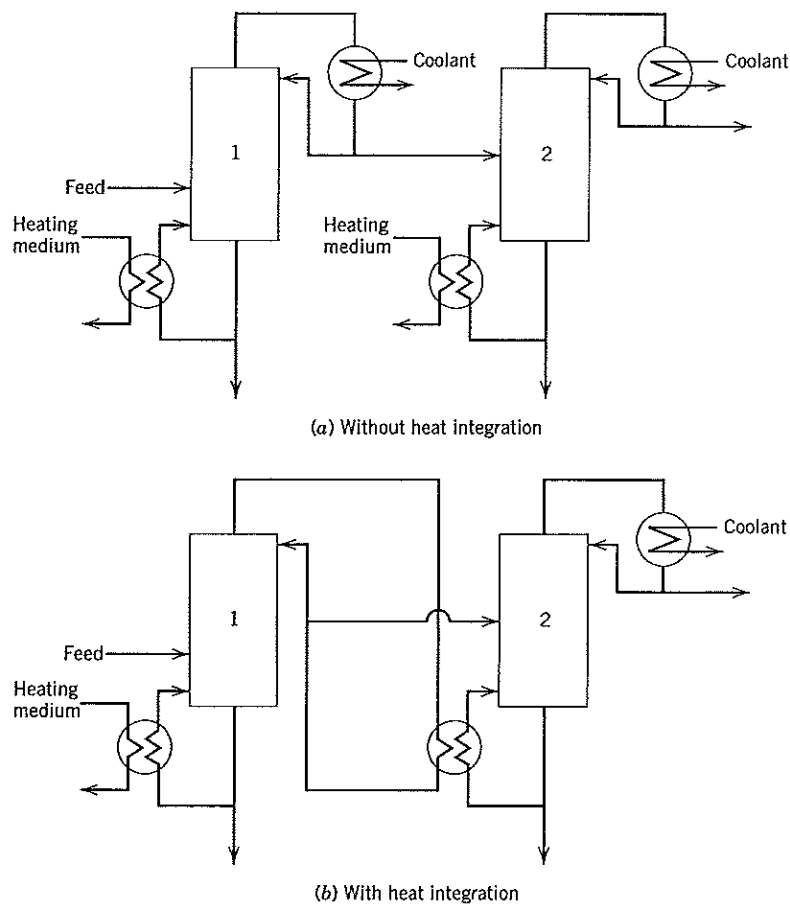 Coolant
Coolant
1
2
Feed
Heating
medium
Heating
medium
(a) Without heat integration
Coolant
1
2
Feed
Heating
medium
(b) With heat integration